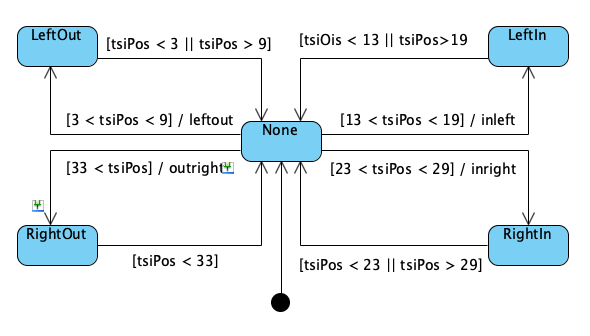 LeftOut
[tsiPos < 3 || tsiPos > 9]
[tsiOis < 13 || tsiPos>19
LeftIn
[3 < tsiPos < 9] / leftout
None
[13 < tsiPos < 19] / inleft
[33 < tsiPos] / outright
[23 < tsiPos < 29] / inright
RightOut
RightIn
[tsiPos < 33]
[tsiPos < 23 || tsiPos > 29]